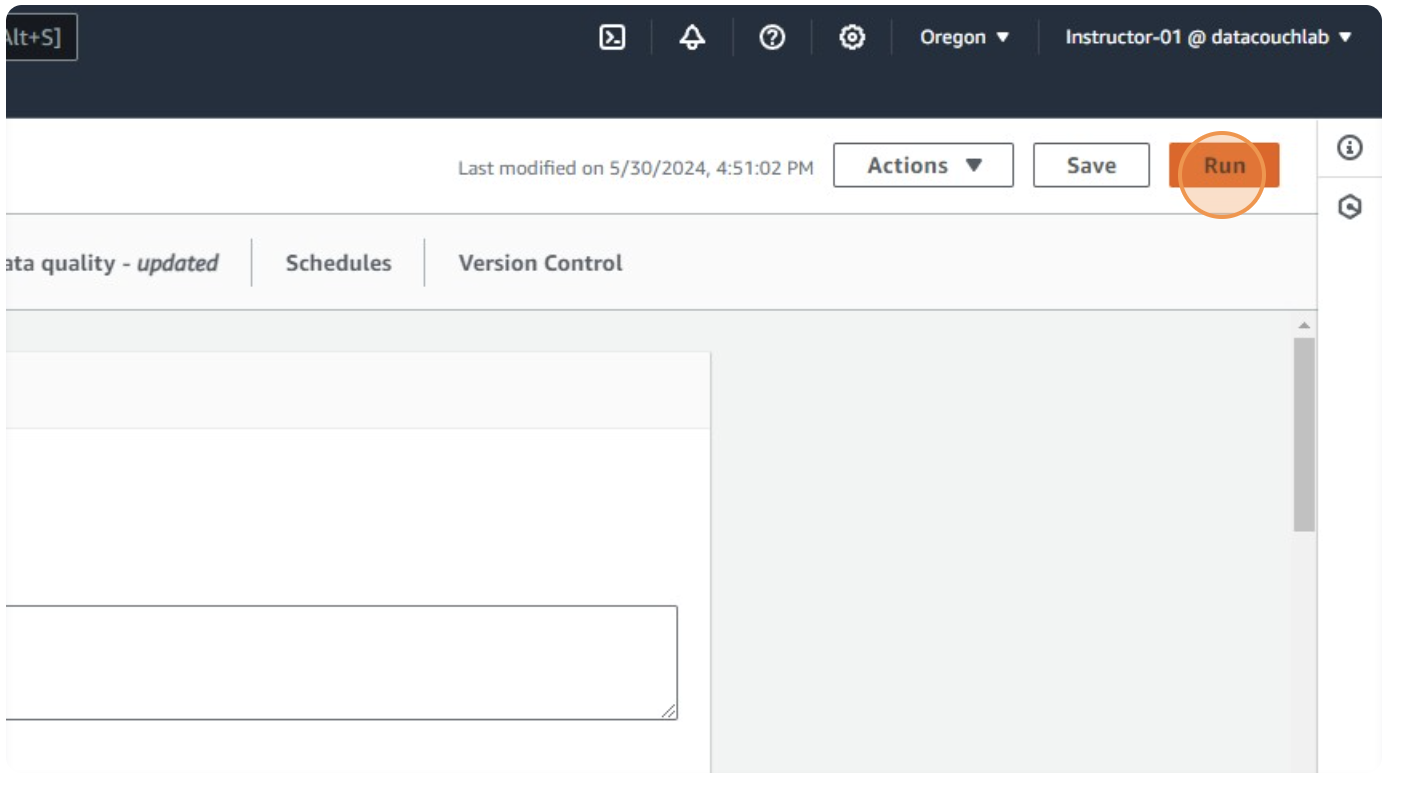 Alt+S]
Oregon ▼ Instructor-01 @ datacouchlab ▼
Last modified on 5/30/2024, 4:51:02 PM Actions ▼ Save Run
ata quality - updated Schedules Version Control